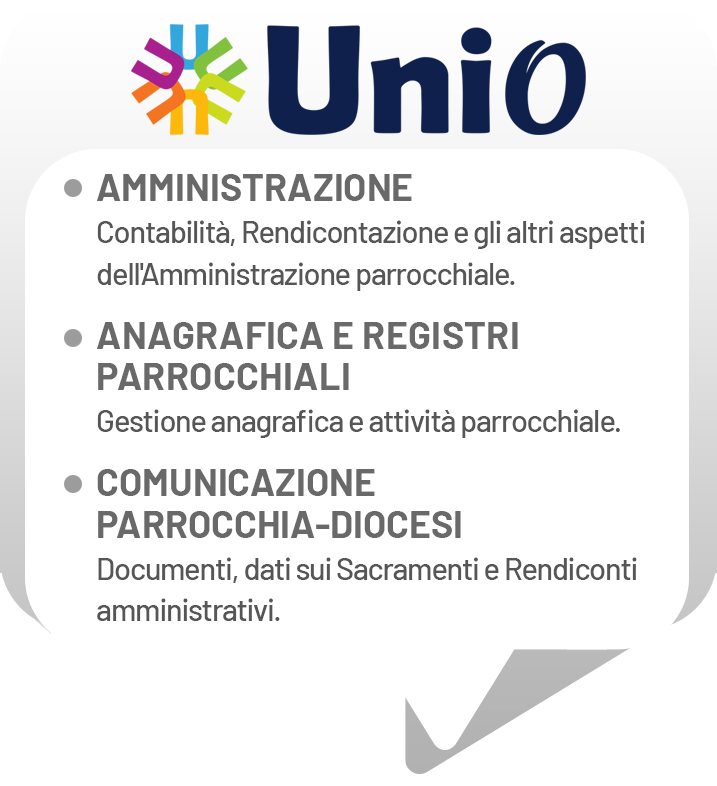 UniO
AMMINISTRAZIONE
Contabilità, Rendicontazione e gli altri aspetti
dell'Amministrazione parrocchiale.
ANAGRAFICA E REGISTRI
PARROCCHIALI
Gestione anagrafica e attività parrocchiale.
COMUNICAZIONE
PARROCCHIA-DIOCESI
Documenti, dati sui Sacramenti e Rendiconti
amministrativi.